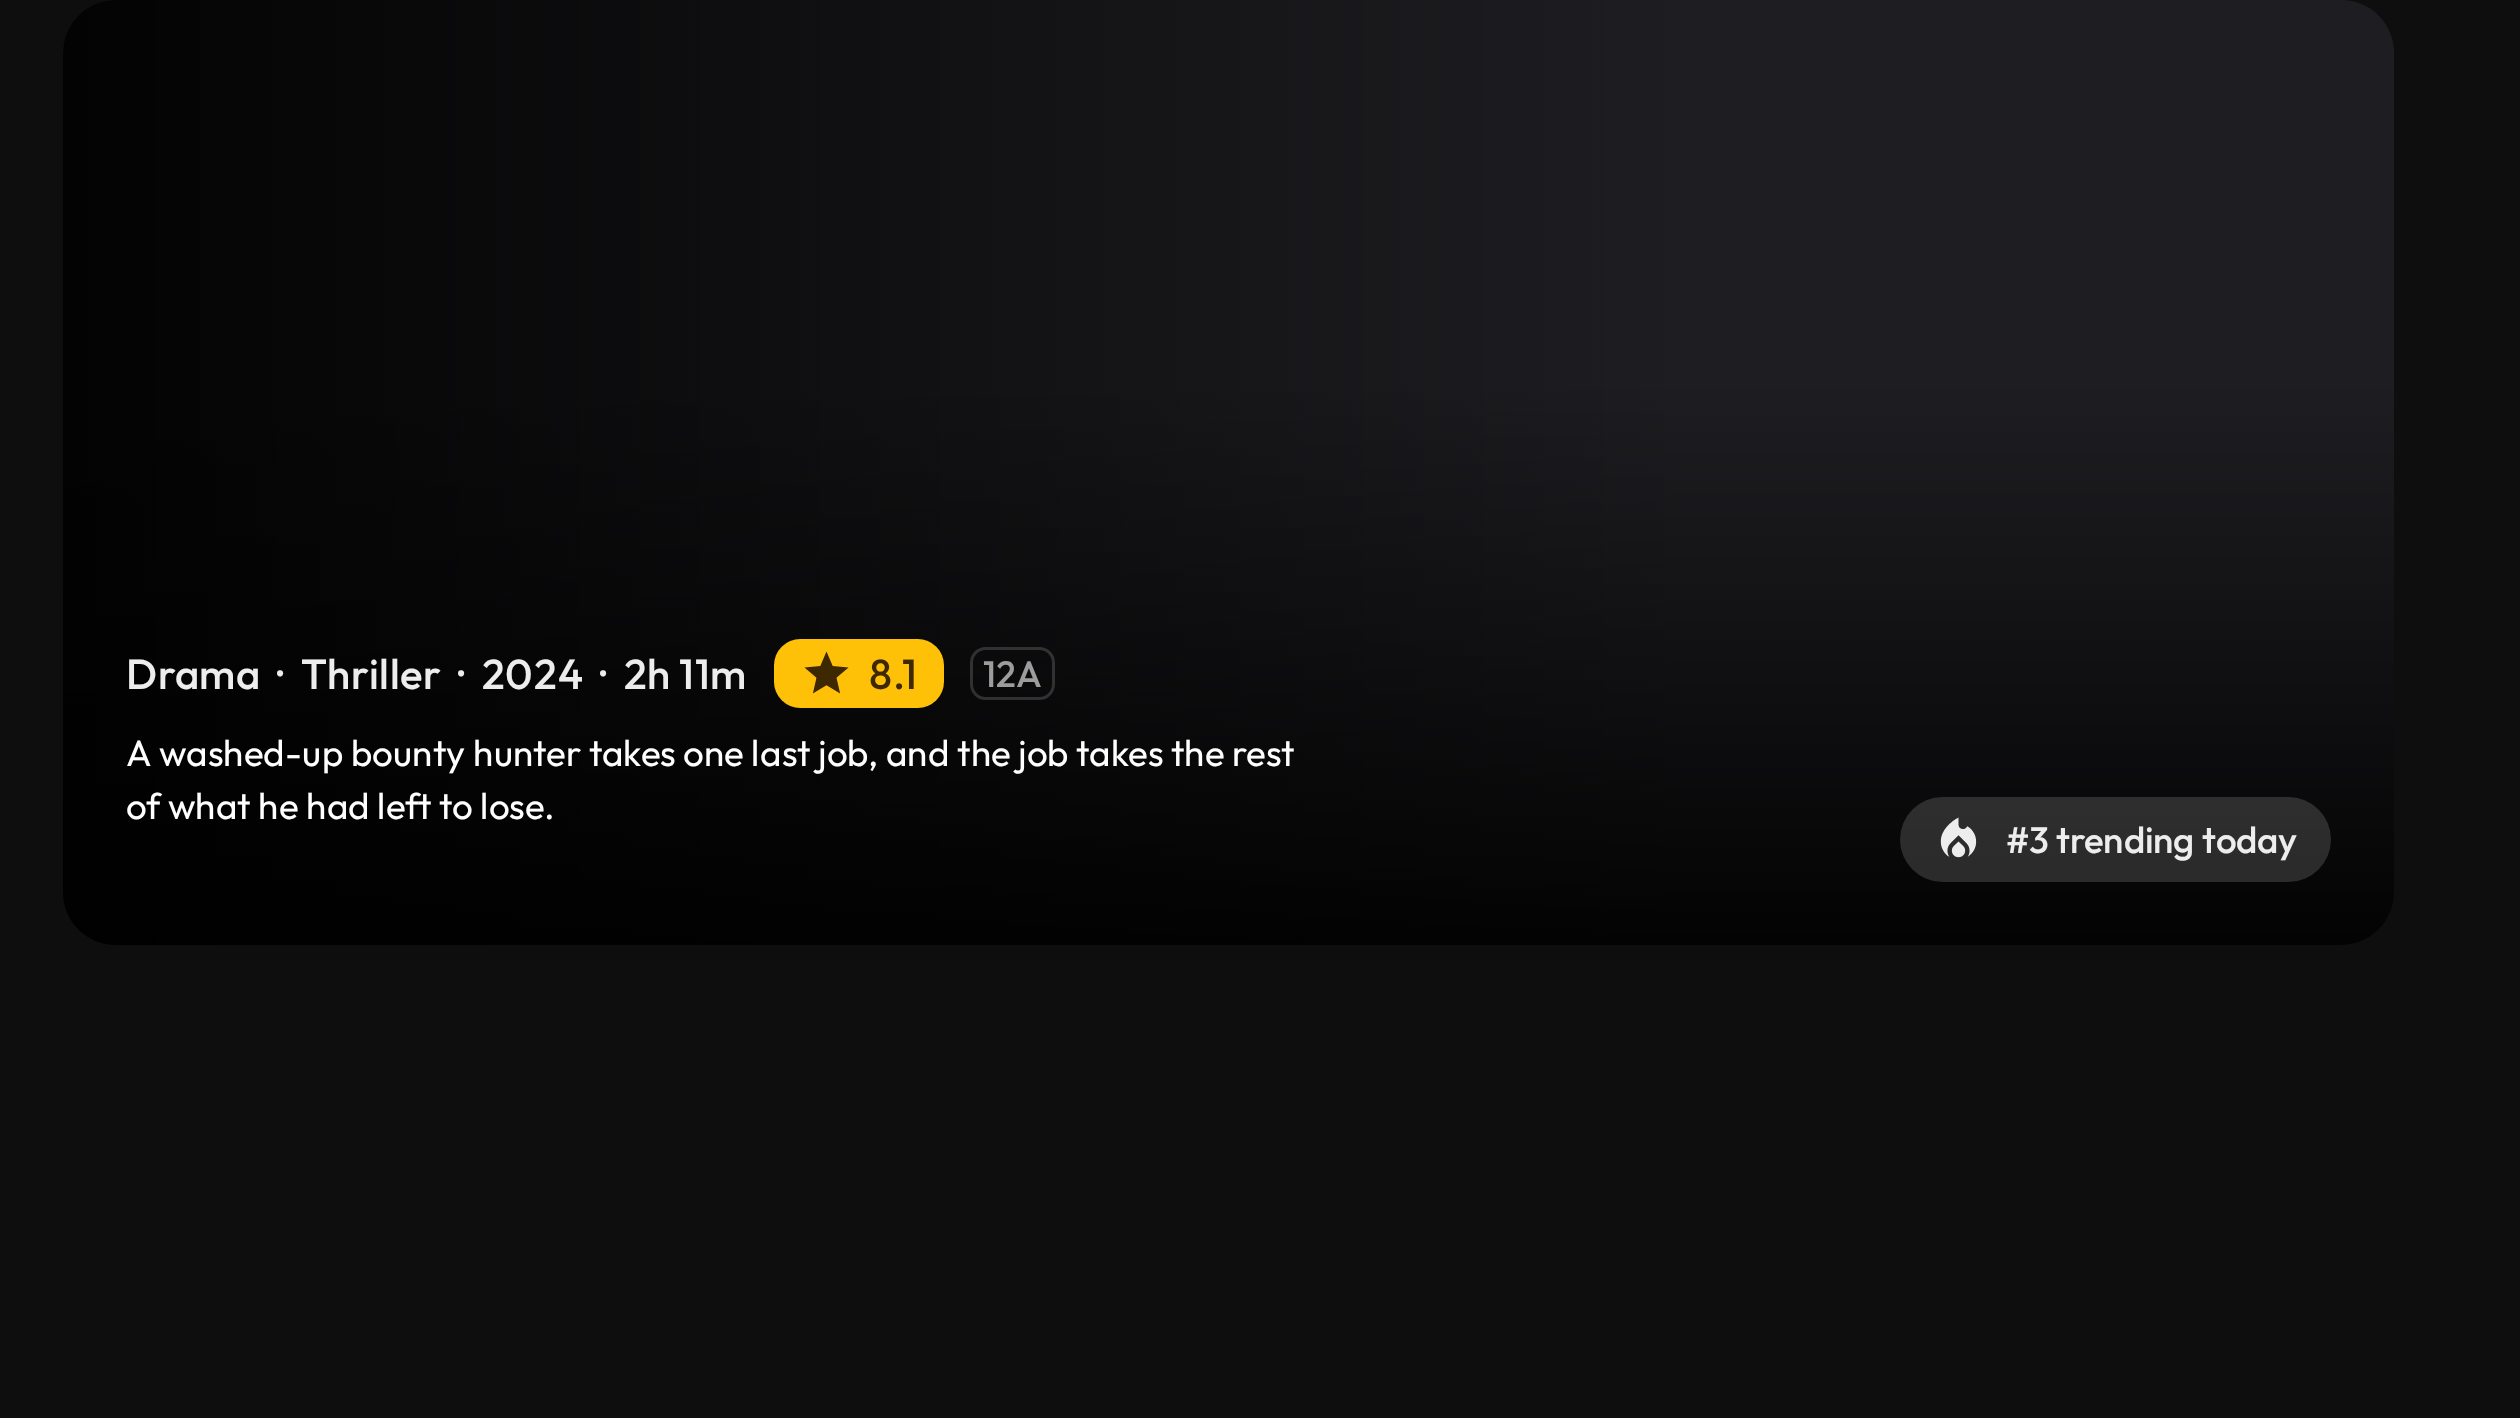 Drama · Thriller · 2024 · 2h 11m 8.1 12A
A washed-up bounty hunter takes one last job, and the job takes the rest
of what he had left to lose.
#3 trending today